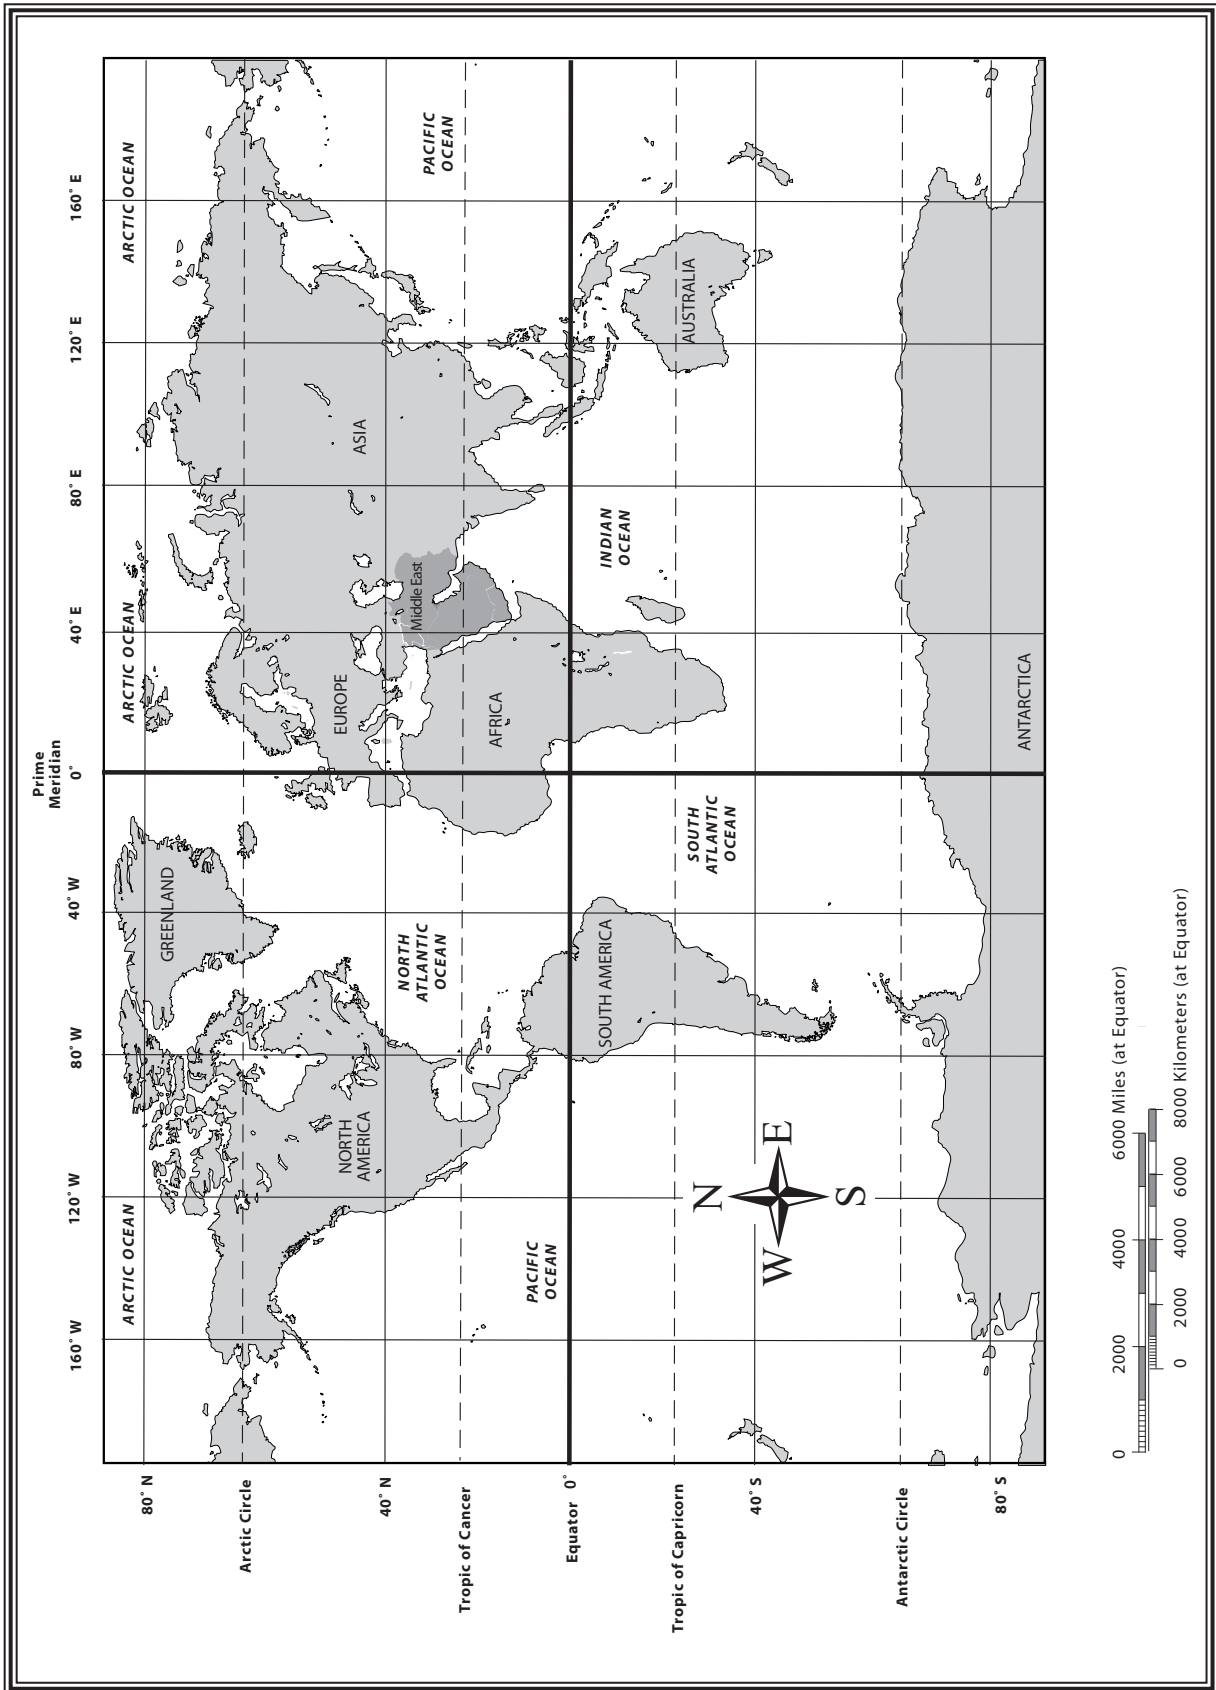 Prime
Meridian
160° W
120° W
80° W
40° W
0°
40° E
80° E
120° E
160° E
ARCTIC OCEAN
ARCTIC OCEAN
ARCTIC OCEAN
80° N
GREENLAND
Arctic Circle
NORTH
AMERICA
EUROPE
ASIA
40° N
NORTH
ATLANTIC
OCEAN
Middle East
PACIFIC
OCEAN
Tropic of Cancer
AFRICA
PACIFIC
OCEAN
Equator 0°
SOUTH AMERICA
INDIAN
OCEAN
Tropic of Capricorn
SOUTH
ATLANTIC
OCEAN
AUSTRALIA
N
W
E
S
40° S
Antarctic Circle
80° S
ANTARCTICA
0
2000
4000
6000 Miles (at Equator)
0
2000
4000
6000
8000 Kilometers (at Equator)